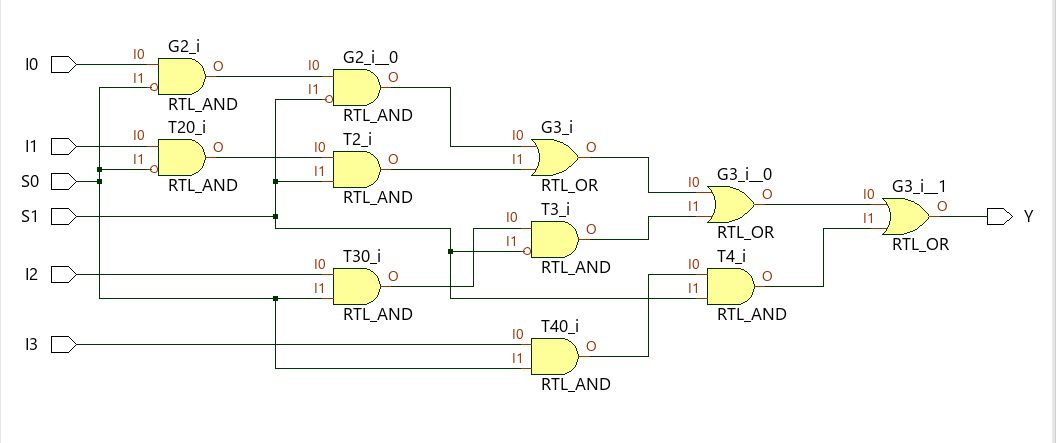 I0
I0
I1
G2_i
O
RTL_AND
I0
I1
G2_i__0
O
RTL_AND
I1
I0
I1
T20_i
O
RTL_AND
I0
I1
T2_i
O
RTL_AND
I0
I1
G3_i
O
RTL_OR
S0
S1
I0
I1
G3_i__0
O
RTL_OR
I0
I1
G3_i__1
O
RTL_OR
Y
I0
I1
T3_i
O
RTL_AND
I2
I0
I1
T30_i
O
RTL_AND
I0
I1
T4_i
O
RTL_AND
I3
I0
I1
T40_i
O
RTL_AND